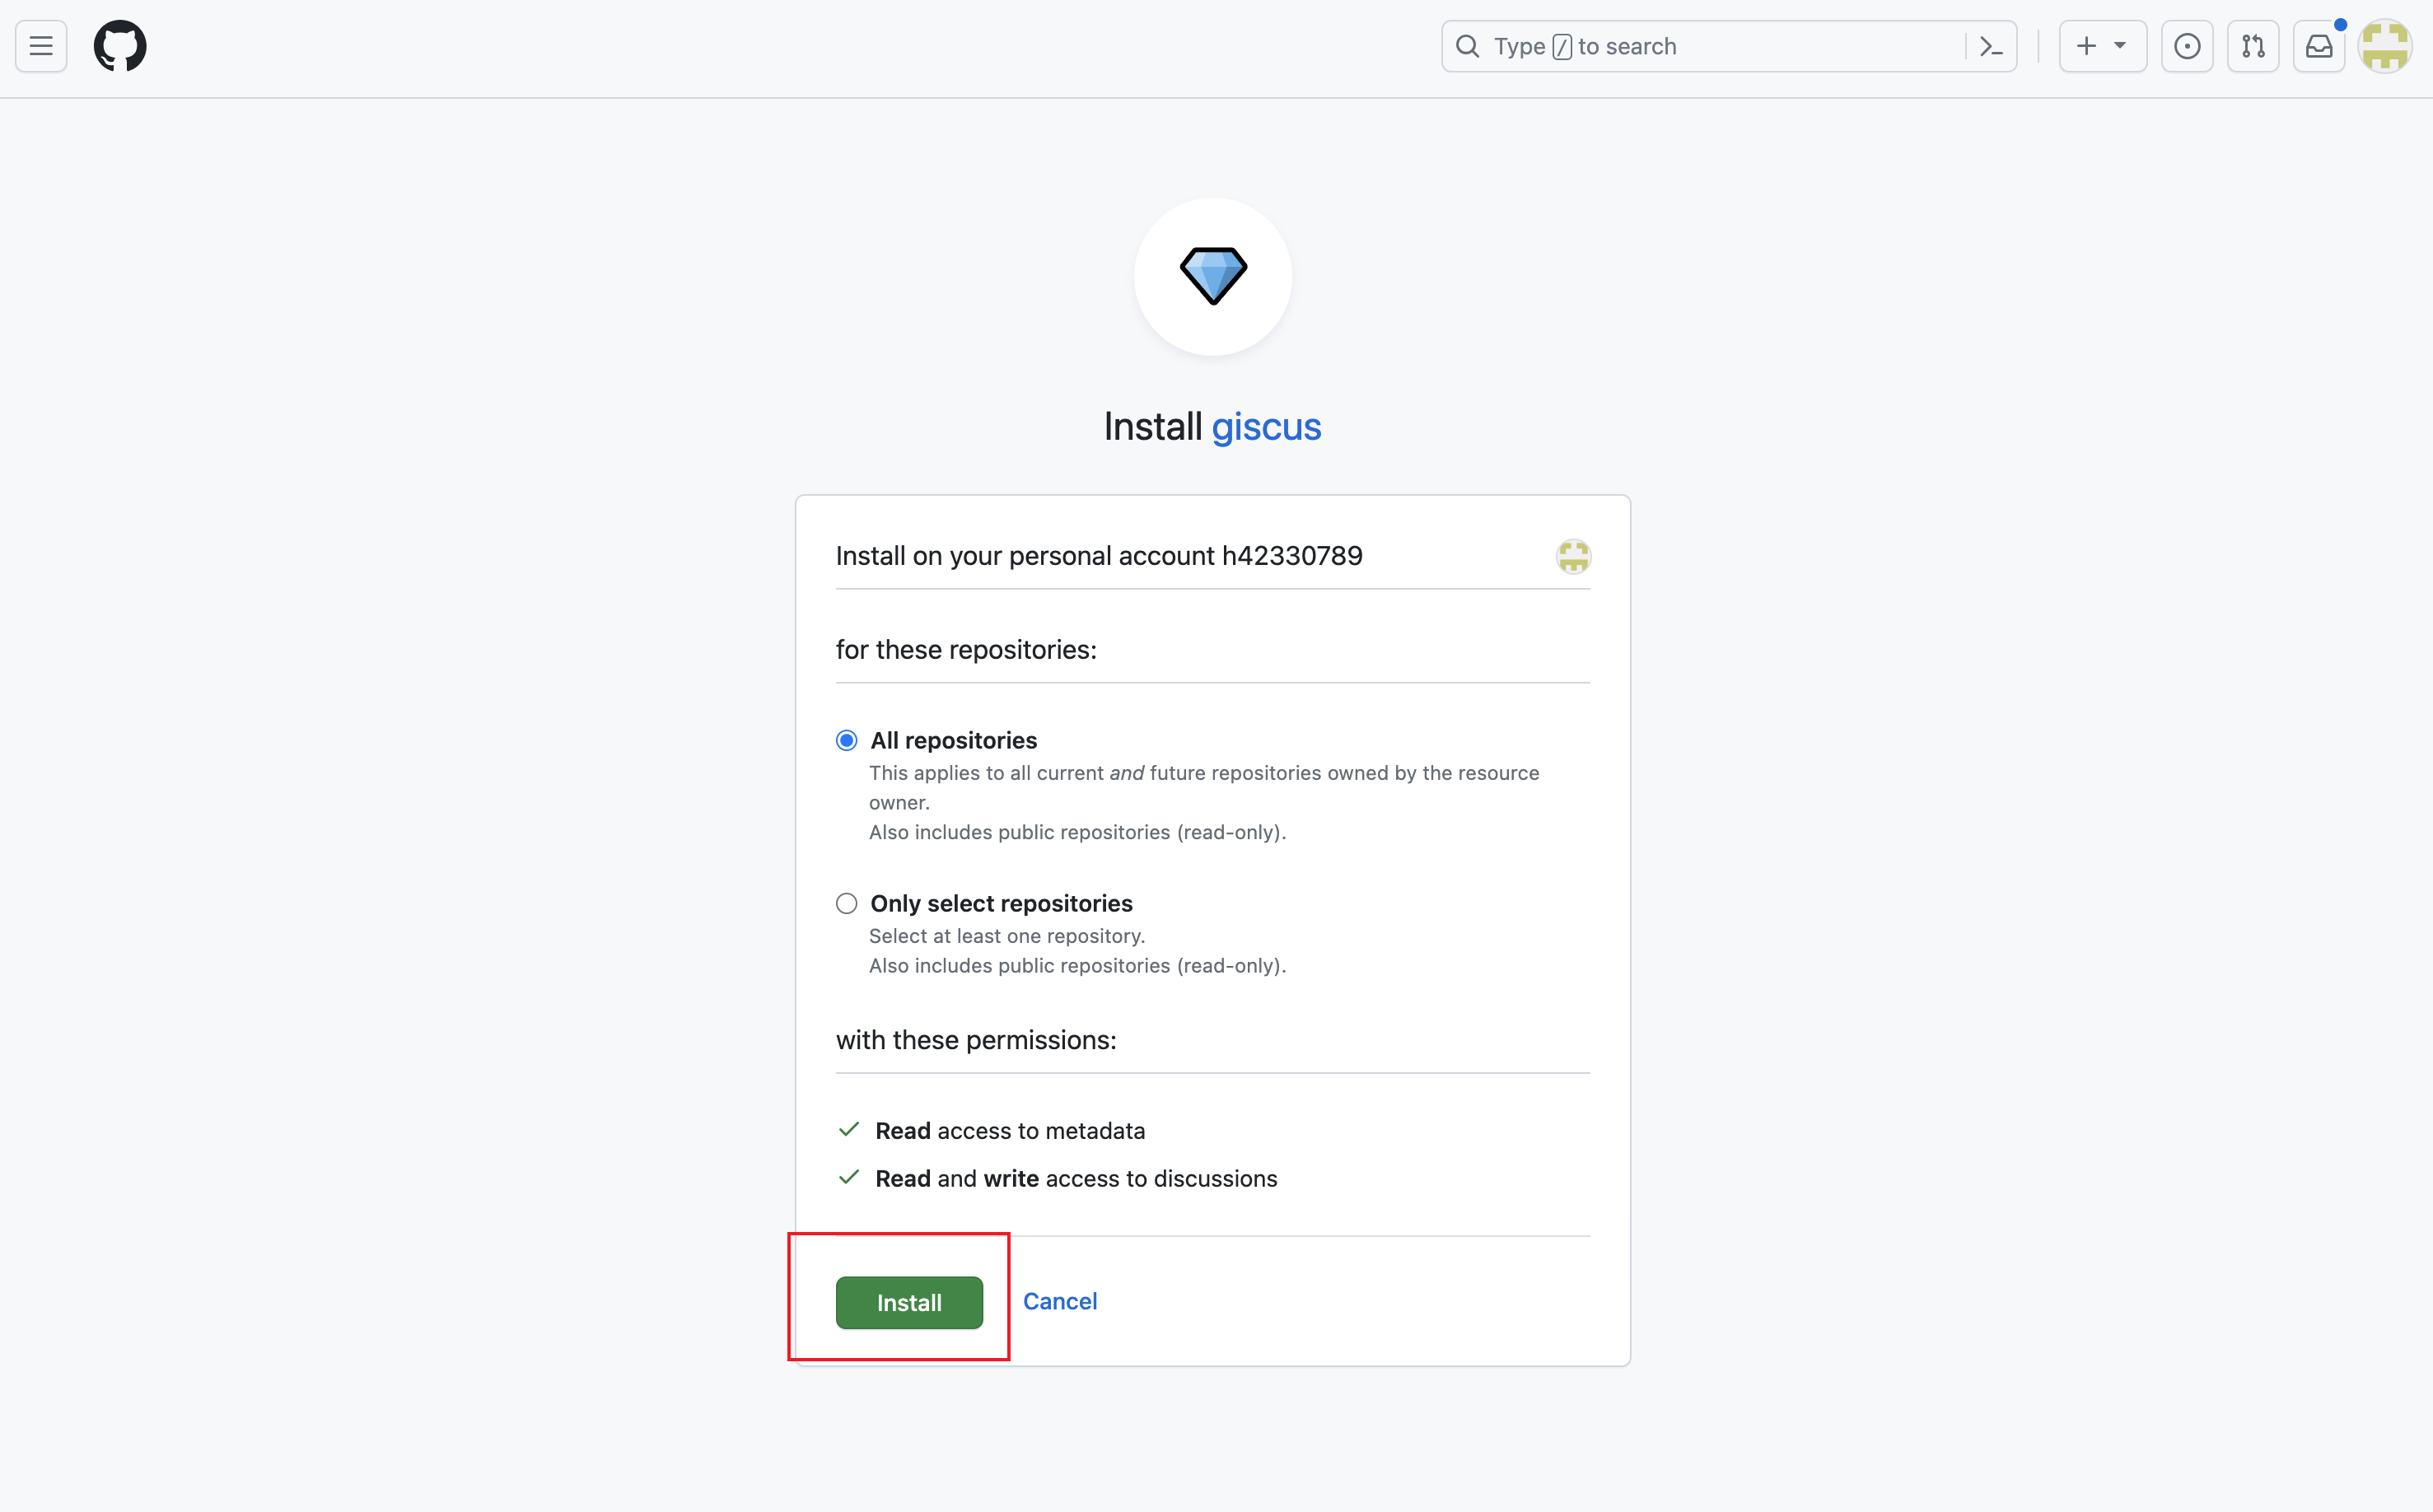 Type / to search
Install giscus
Install on your personal account h42330789
for these repositories:
All repositories
This applies to all current and future repositories owned by the resource
owner.
Also includes public repositories (read-only).
Only select repositories
Select at least one repository.
Also includes public repositories (read-only).
with these permissions:
Read access to metadata
Read and write access to discussions
Install Cancel